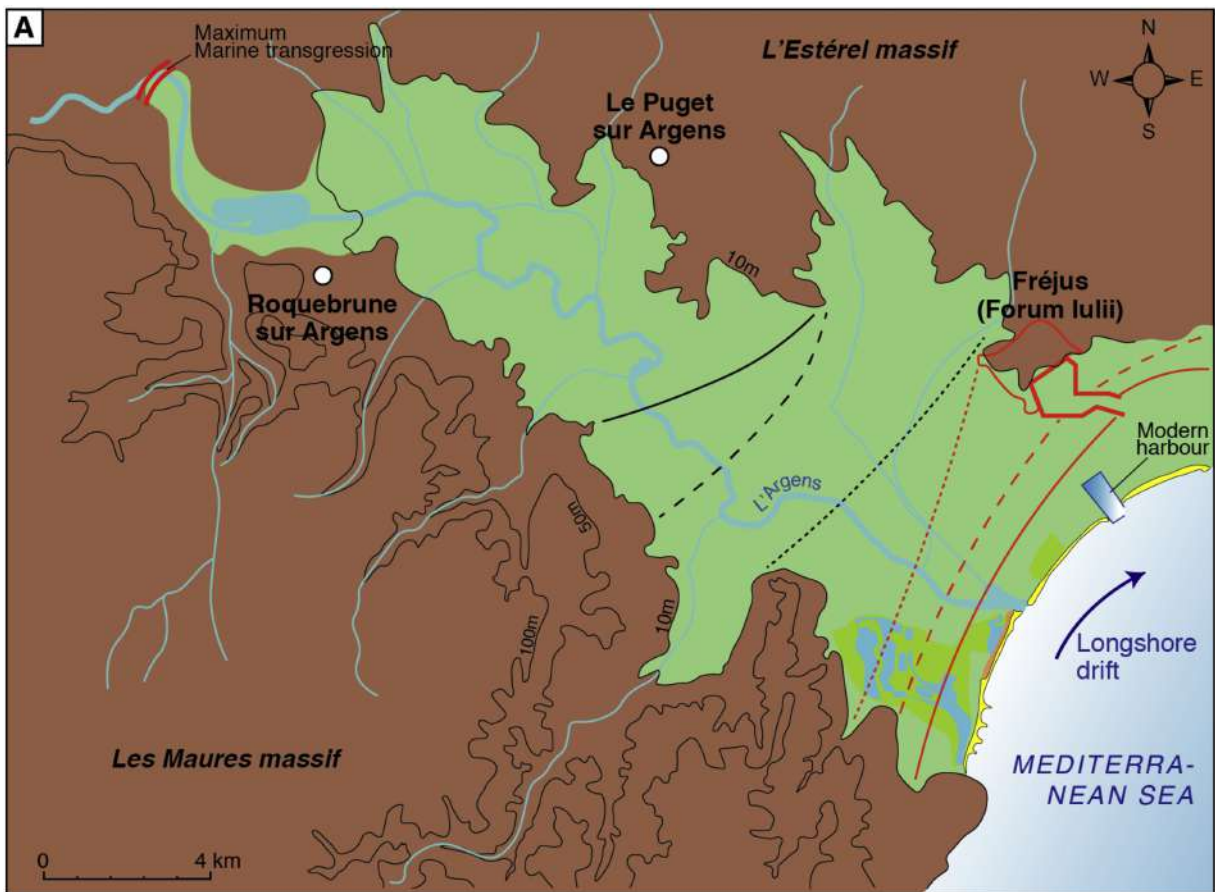 A
Maximum
Marine transgression
L'Estérel massif
N
W
E
S
Le Puget
sur Argens
10m
Roquebrune
sur Argens
Fréjus
(Forum Iulii)
Modern
harbour
L'Argens
50m
100m
10m
Longshore
drift
Les Maures massif
MEDITERRA-
NEAN SEA
0
4 km